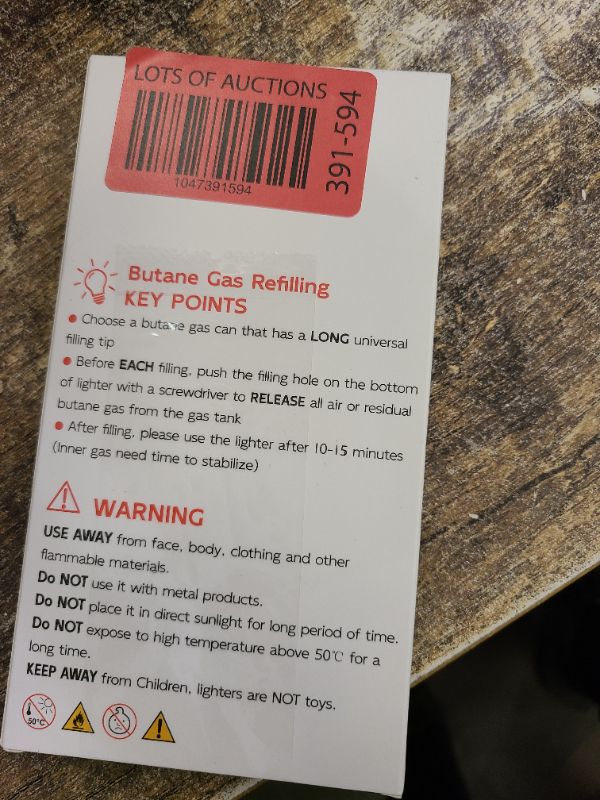 LOTS OF AUCTIONS
1047391594
391-594
Butane Gas Refilling
KEY POINTS
• Choose a butane gas can that has a LONG universal
filling tip
• Before EACH filling, push the filling hole on the bottom
of lighter with a screwdriver to RELEASE all air or residual
butane gas from the gas tank
• After filling, please use the lighter after 10-15 minutes
(Inner gas need time to stabilize)
WARNING
USE AWAY from face, body, clothing and other
flammable materials.
Do NOT use it with metal products.
Do NOT place it in direct sunlight for long period of time.
Do NOT expose to high temperature above 50℃ for a
long time.
KEEP AWAY from Children, lighters are NOT toys.
50℃